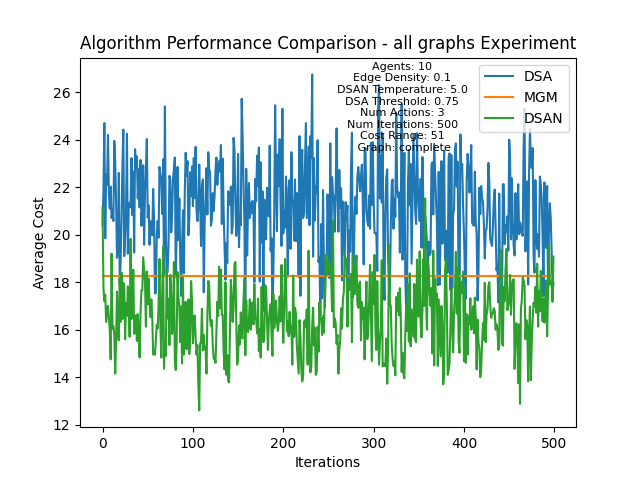 Algorithm Performance Comparison - all graphs Experiment
Agents: 10
Edge Density: 0.1
DSAN Temperature: 5.0
DSA Threshold: 0.75
Num Actions: 3
Num Iterations: 500
Cost Range: 51
Graph: complete
DSA
MGM
DSAN
Average Cost
26
24
22
20
18
16
14
12
0
100
200
300
400
500
Iterations